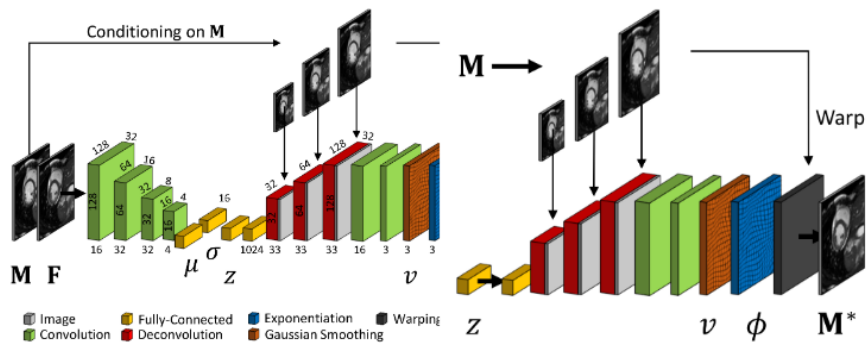 Conditioning on M
M
Warp
128
32
128
64
16
64
32
8
32
16
4
16
16
32
32
4
μ
σ
16
z
1024
32
32
33
64
33
128
128
32
33
16
3
3
3
M F
v
z
v
ϕ
M*
Image
Fully-Connected
Exponentiation
Warping
Convolution
Deconvolution
Gaussian Smoothing